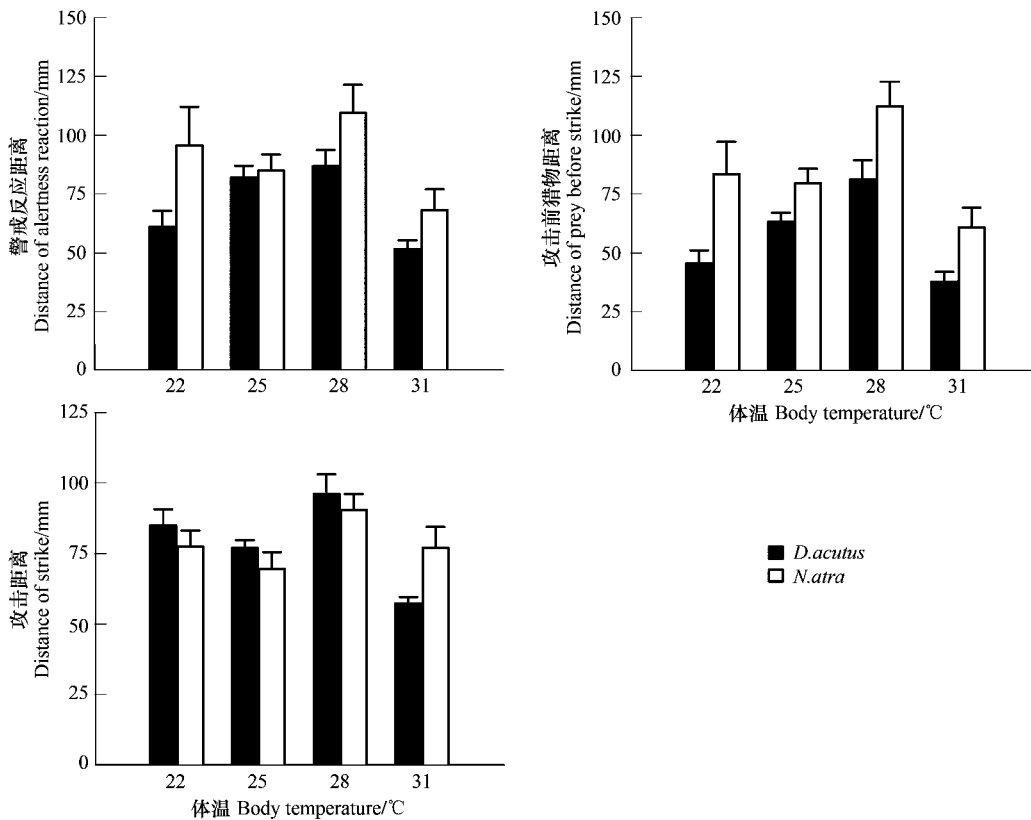 150
125
100
75
50
25
0
警戒反应距离
Distance of alertness reaction/mm
22 25 28 31
150
125
100
75
50
25
0
攻击前猎物距离
Distance of prey before strike/mm
22 25 28 31
体温 Body temperature/℃
125
100
75
50
25
0
攻击距离
Distance of strike/mm
22 25 28 31
体温 Body temperature/℃
D.acutus
N.atra